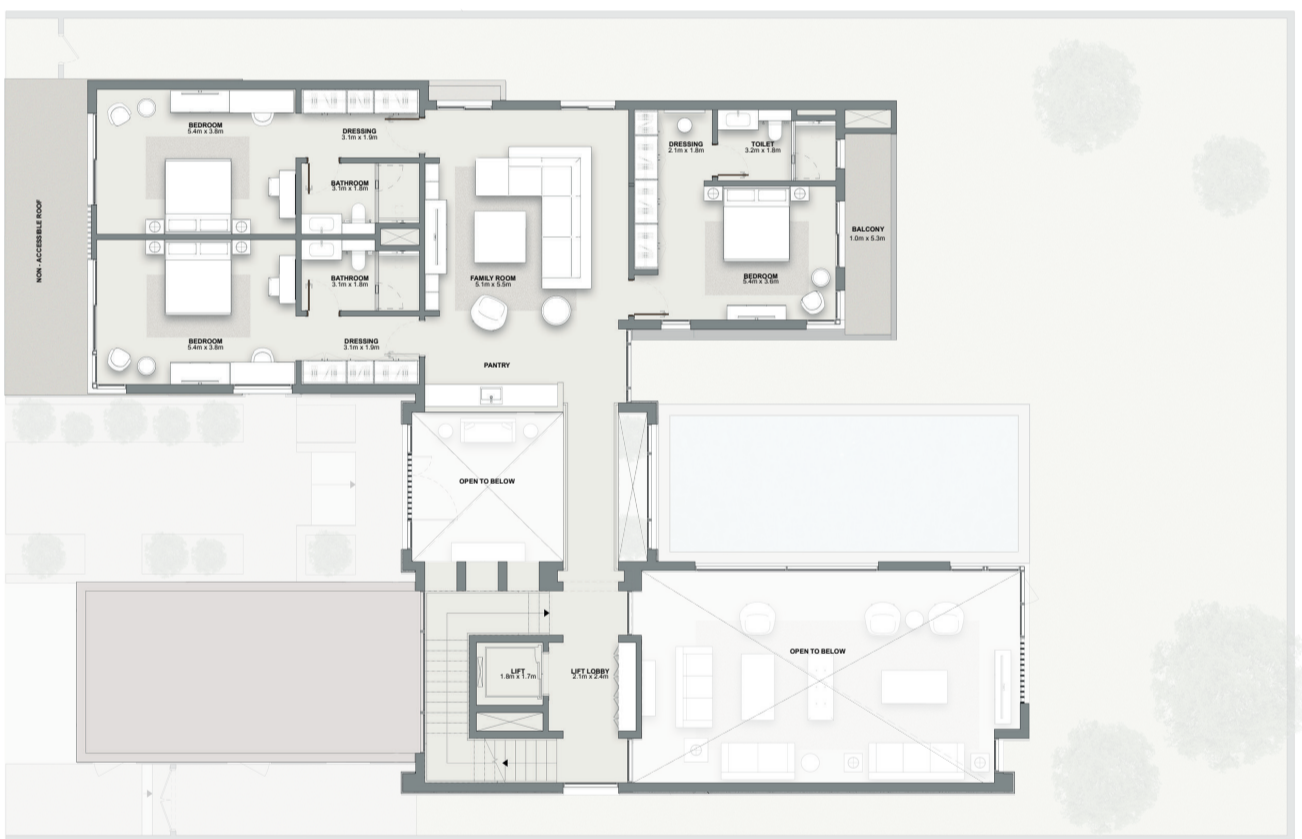 BEDROOM
5.4m x 3.8m
DRESSING
3.1m x 1.9m
BATHROOM
3.1m x 1.8m
DRESSING
2.1m x 1.8m
TOILET
3.2m x 1.8m
NON - ACCESSIBLE ROOF
BALCONY
1.0m x 5.3m
BATHROOM
3.1m x 1.8m
FAMILY ROOM
5.1m x 5.5m
BEDROOM
5.4m x 3.6m
BEDROOM
5.4m x 3.8m
DRESSING
3.1m x 1.9m
PANTRY
OPEN TO BELOW
OPEN TO BELOW
LIFT
1.8m x 1.7m
LIFT LOBBY
2.1m x 2.4m